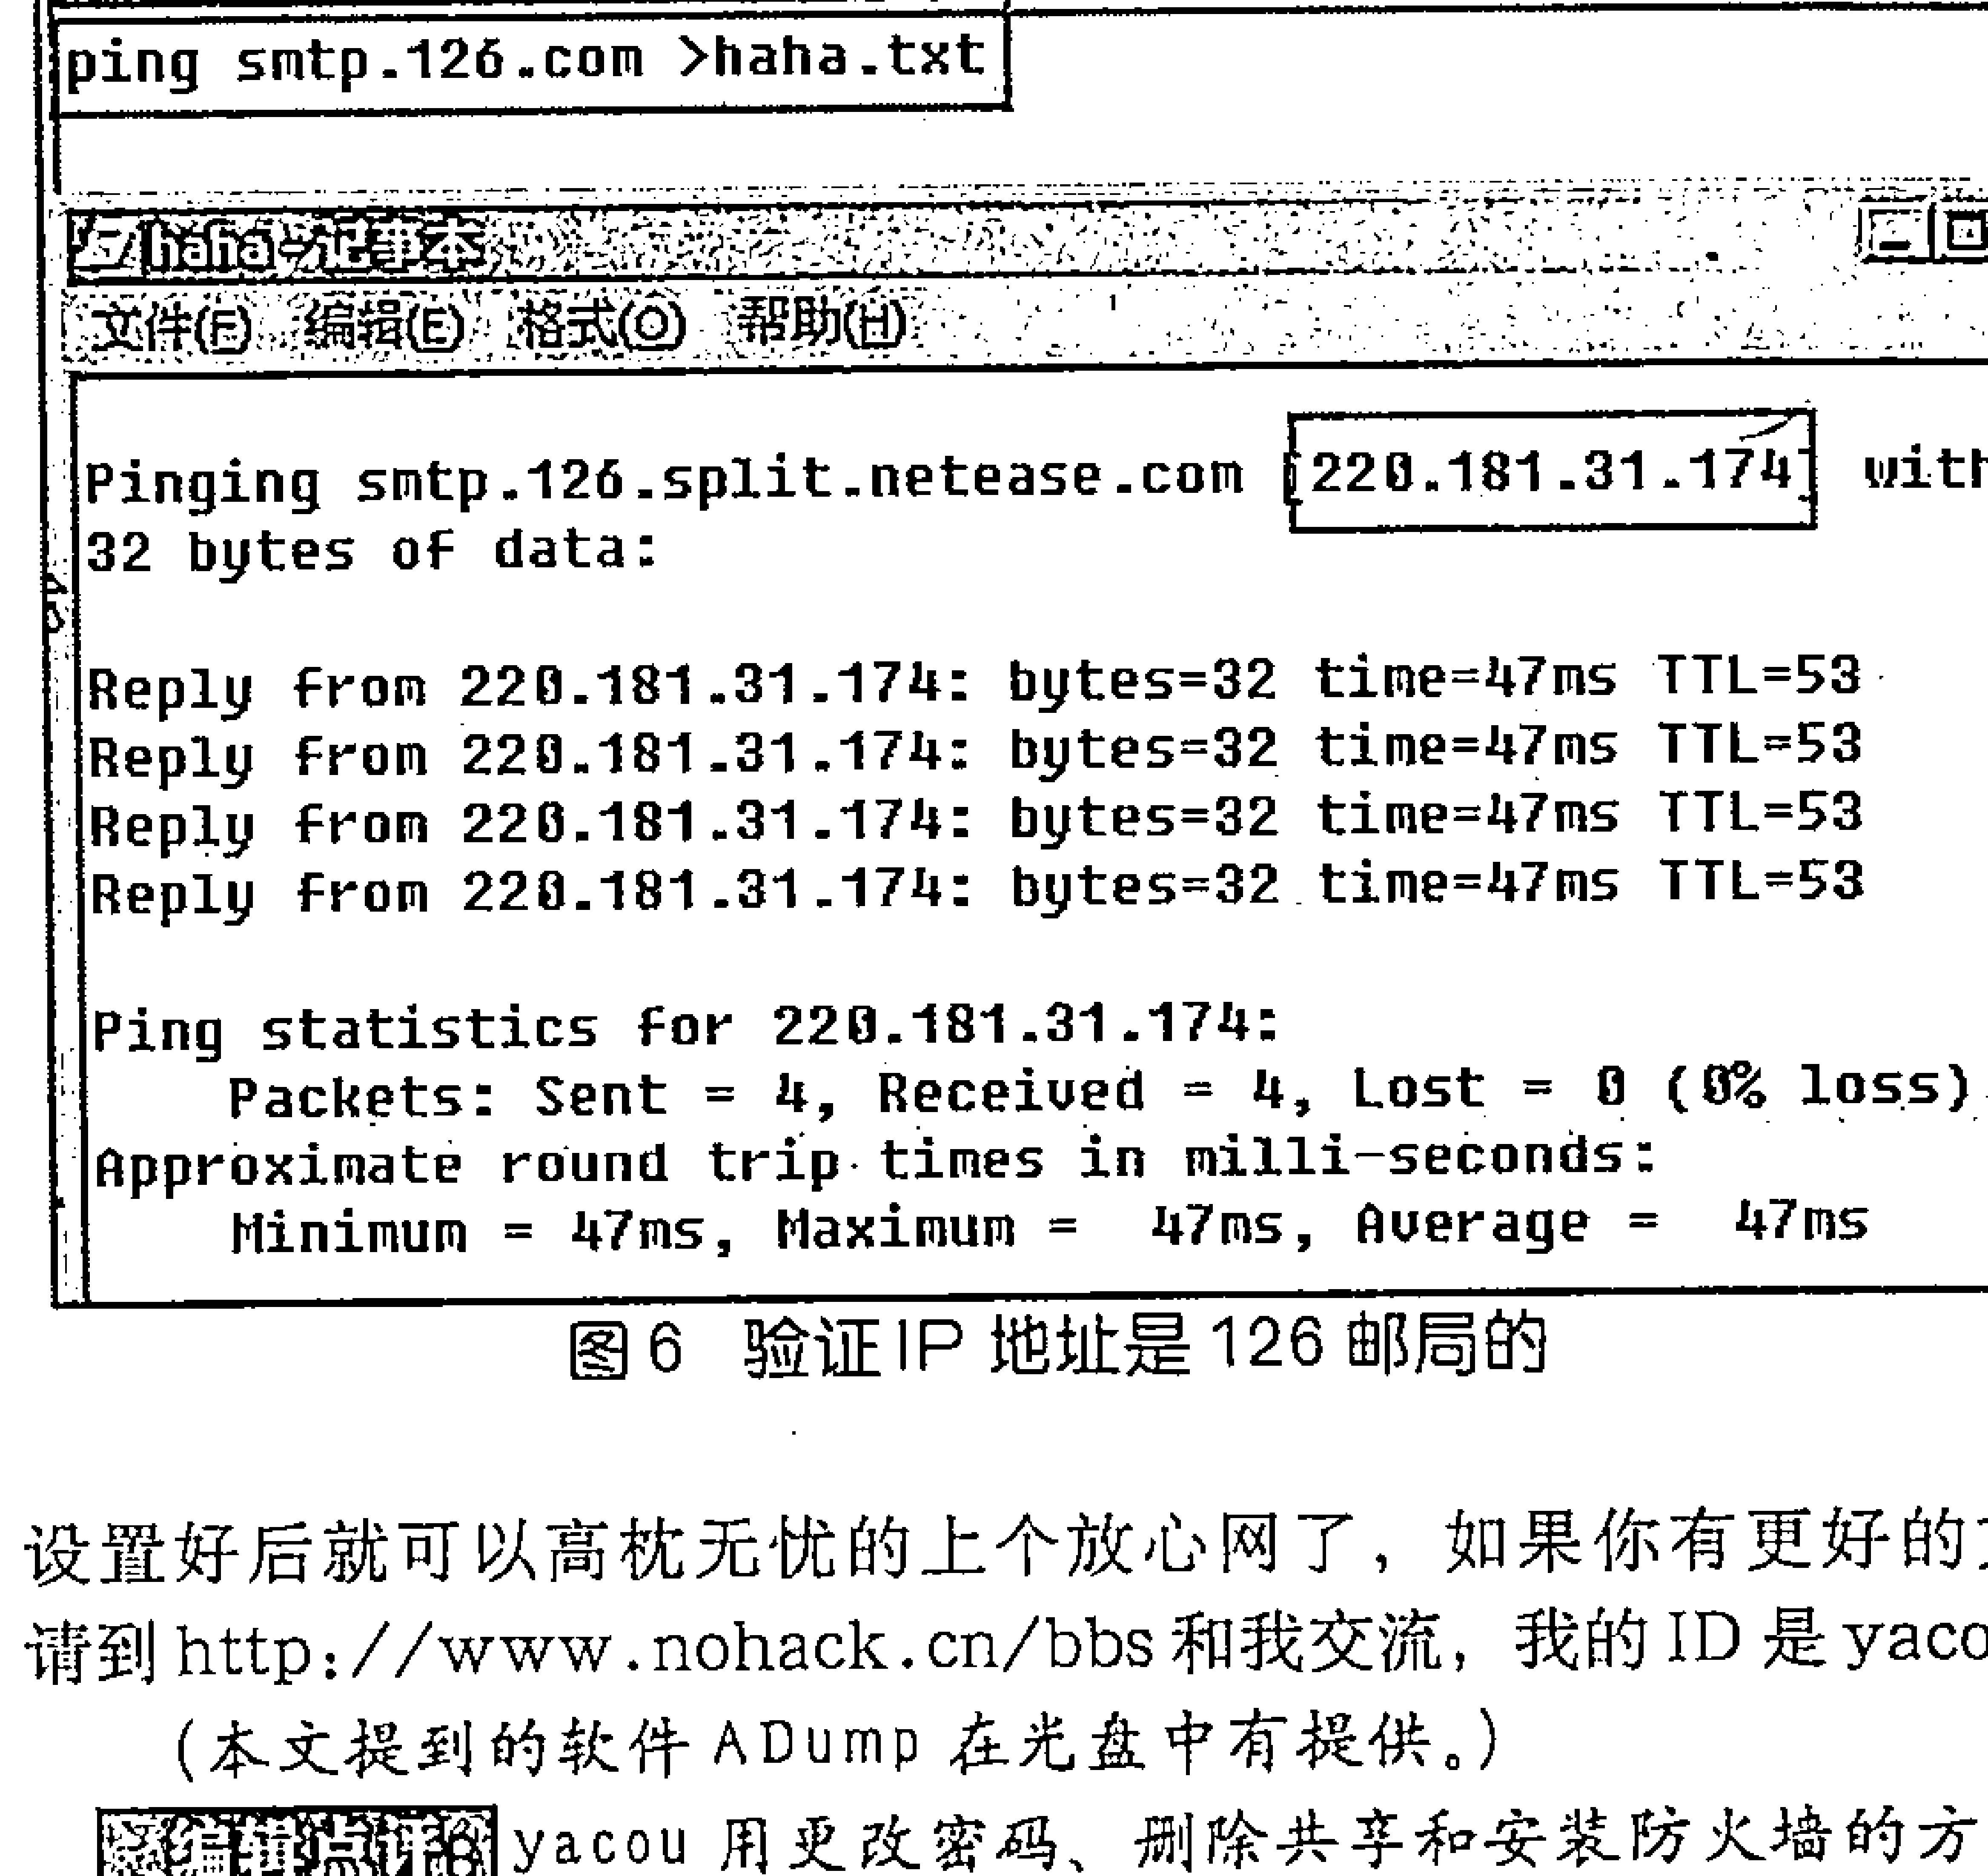 ping smtp.126.com >haha.txt
haha - 记事本
文件(F) 编辑(E) 格式(O) 帮助(H)
Pinging smtp.126.split.netease.com [220.181.31.174] with
32 bytes of data:
Reply from 220.181.31.174: bytes=32 time=47ms TTL=53
Reply from 220.181.31.174: bytes=32 time=47ms TTL=53
Reply from 220.181.31.174: bytes=32 time=47ms TTL=53
Reply from 220.181.31.174: bytes=32 time=47ms TTL=53
Ping statistics for 220.181.31.174:
Packets: Sent = 4, Received = 4, Lost = 0 (0% loss)
Approximate round trip times in milli-seconds:
Minimum = 47ms, Maximum = 47ms, Average = 47ms
图6 验证IP 地址是126邮局的
设置好后就可以高枕无忧的上个放心网了，如果你有更好的
请到http://www.nohack.cn/bbs和我交流，我的ID是yaco
(本文提到的软件ADump在光盘中有提供。)
编辑点评 yacou用更改密码、删除共享和安装防火墙的方